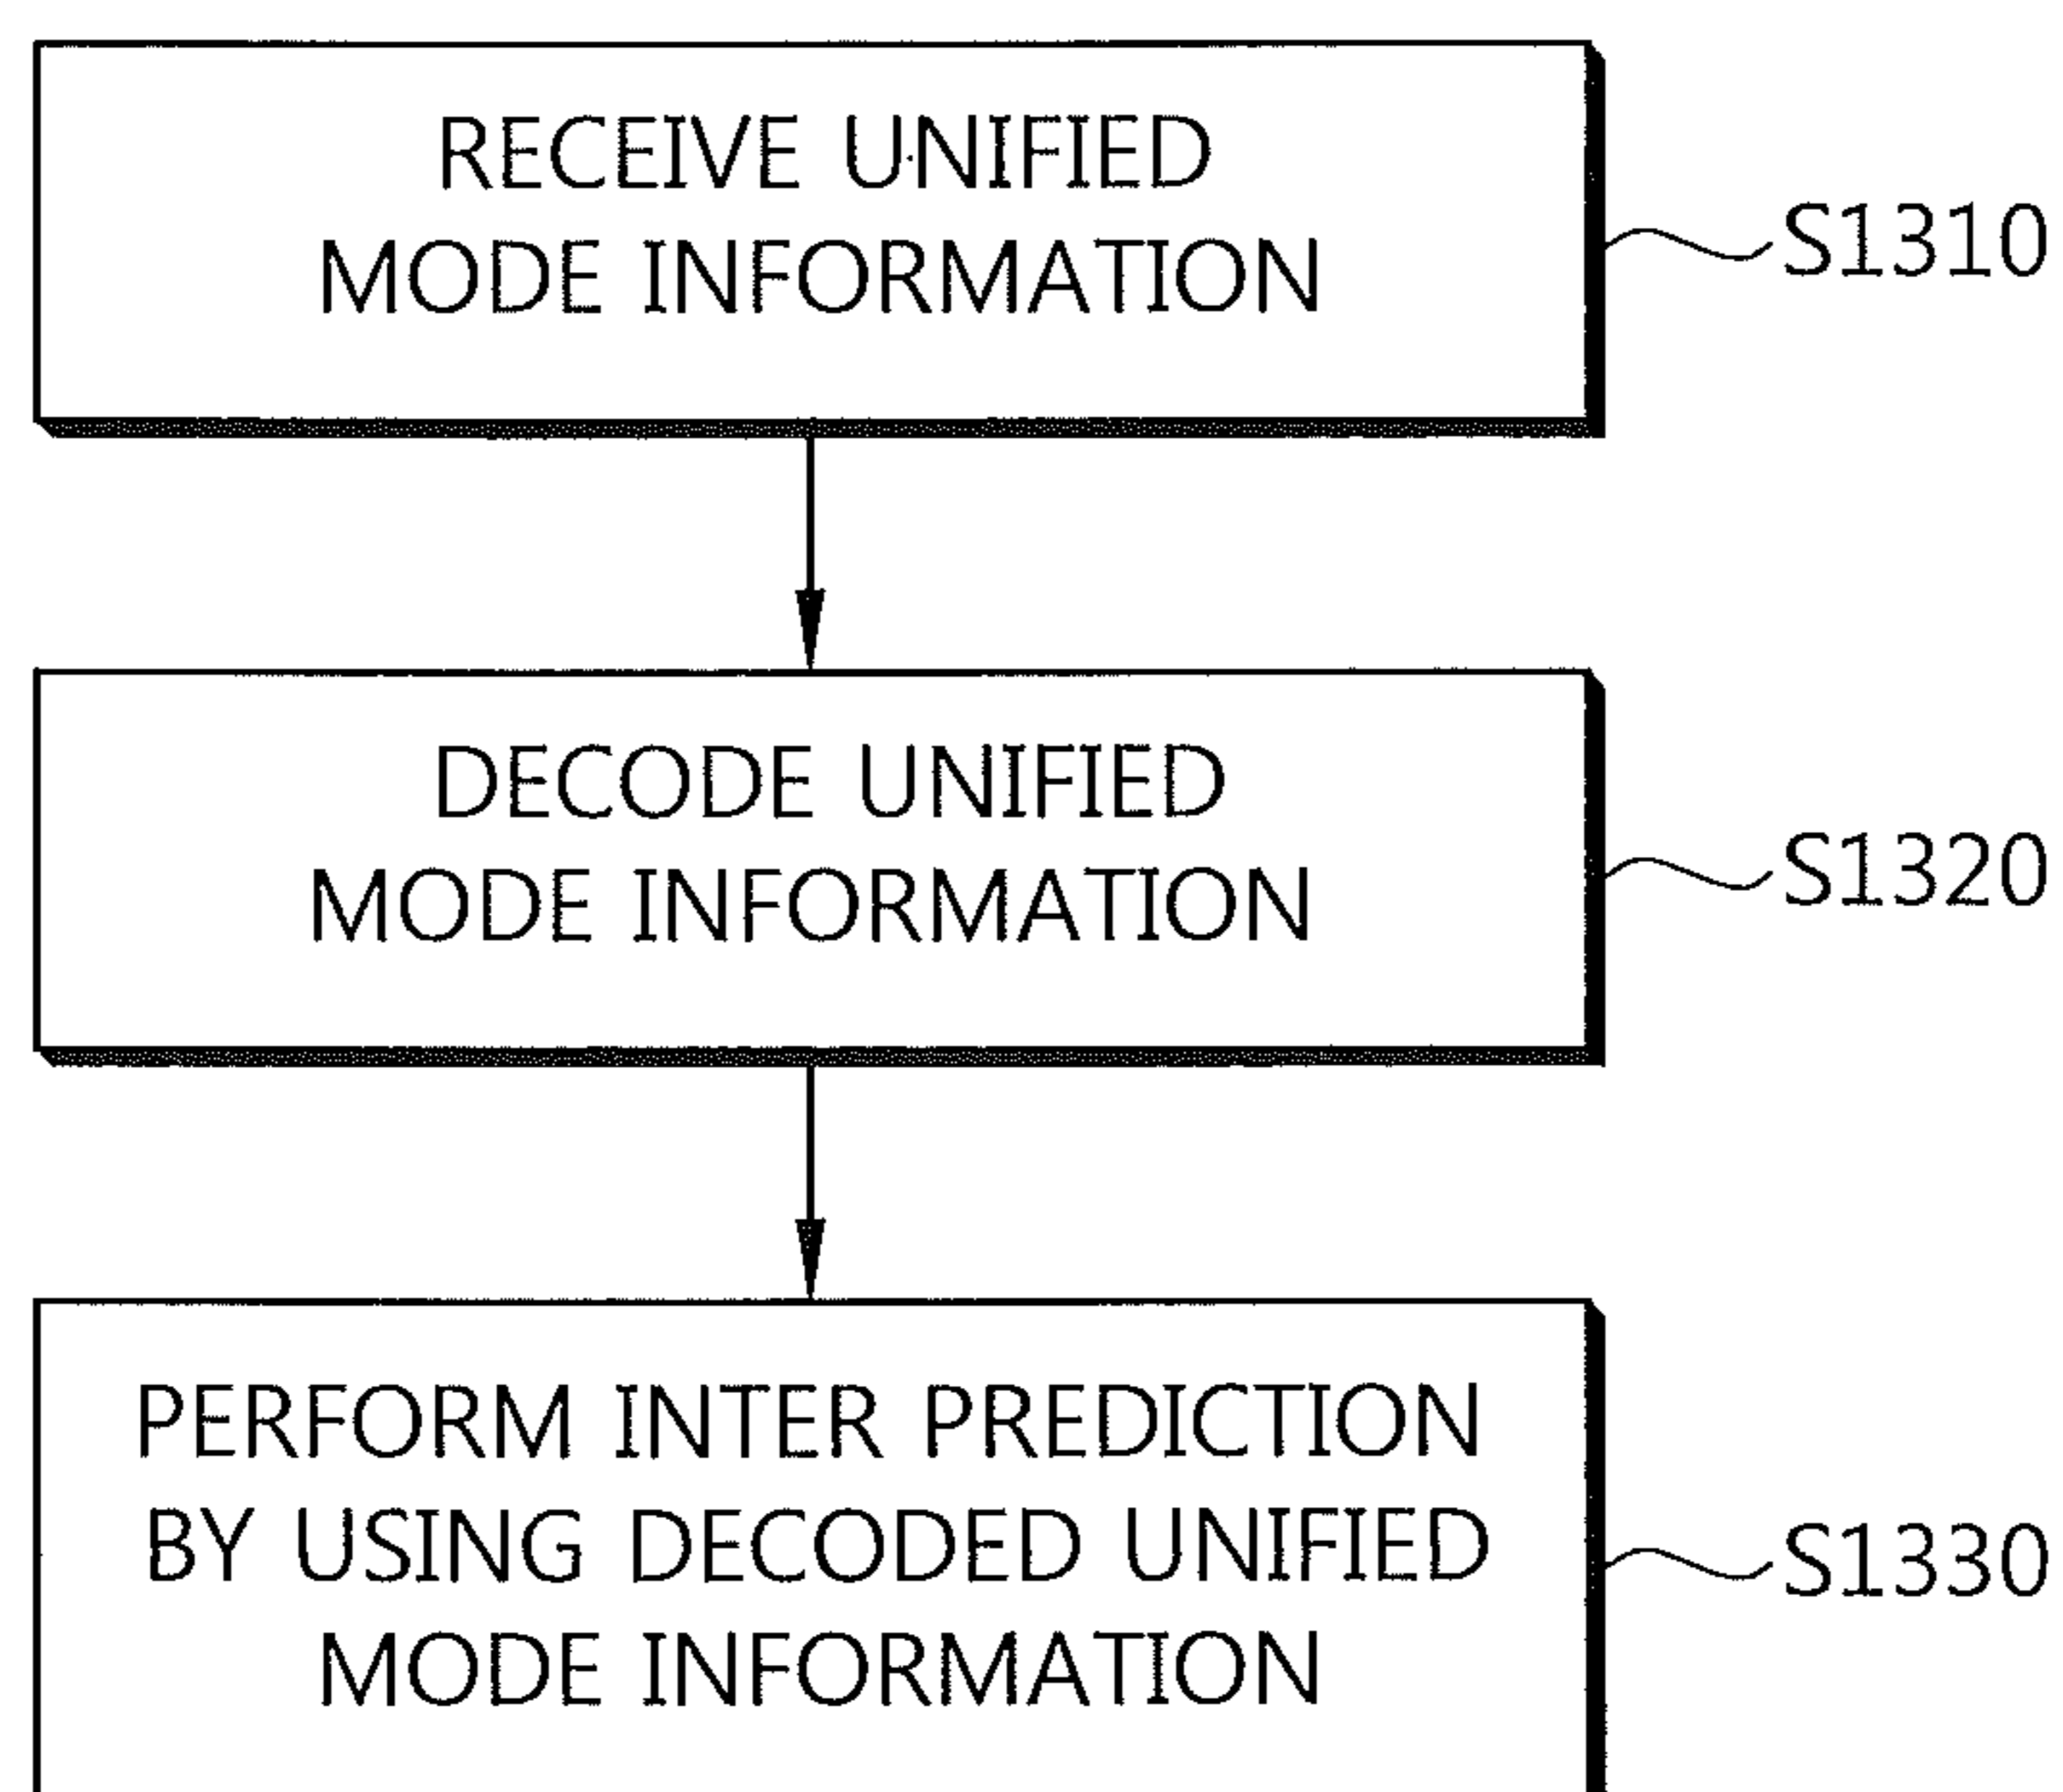 RECEIVE UNIFIED
MODE INFORMATION
S1310
DECODE UNIFIED
MODE INFORMATION
S1320
PERFORM INTER PREDICTION
BY USING DECODED UNIFIED
MODE INFORMATION
S1330